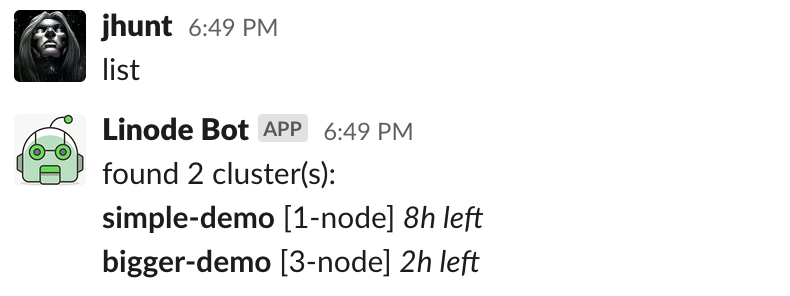 jhunt 6:49 PM
list
Linode Bot APP 6:49 PM
found 2 cluster(s):
simple-demo [1-node] 8h left
bigger-demo [3-node] 2h left